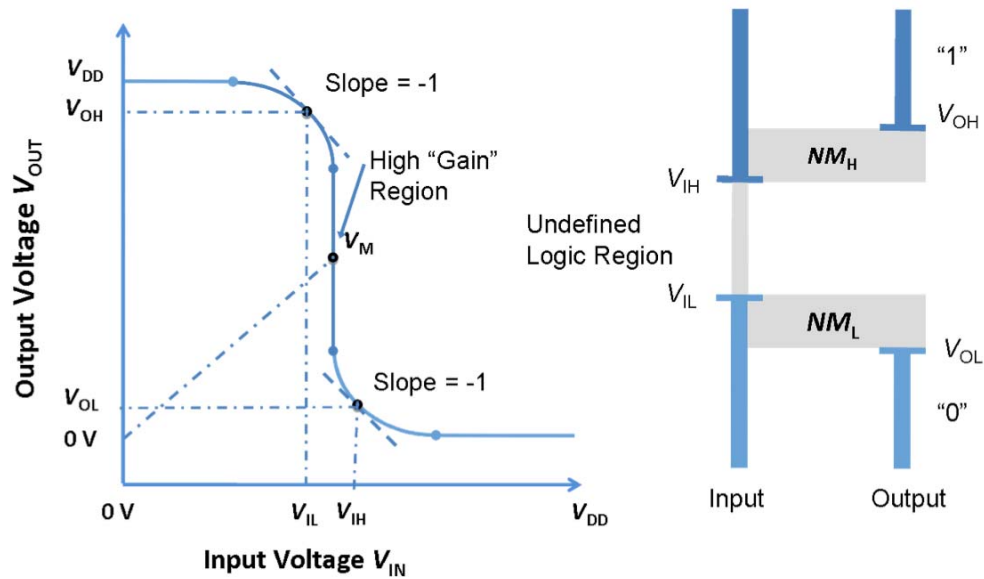 Output Voltage VOUT
VDD
VOH
VOL
0 V
Slope = -1
High “Gain”
Region
VM
Slope = -1
0 V
VIL
VIH
VDD
Input Voltage VIN
“1”
VOH
NMH
VIH
Undefined
Logic Region
VIL
NML
VOL
“0”
Input
Output